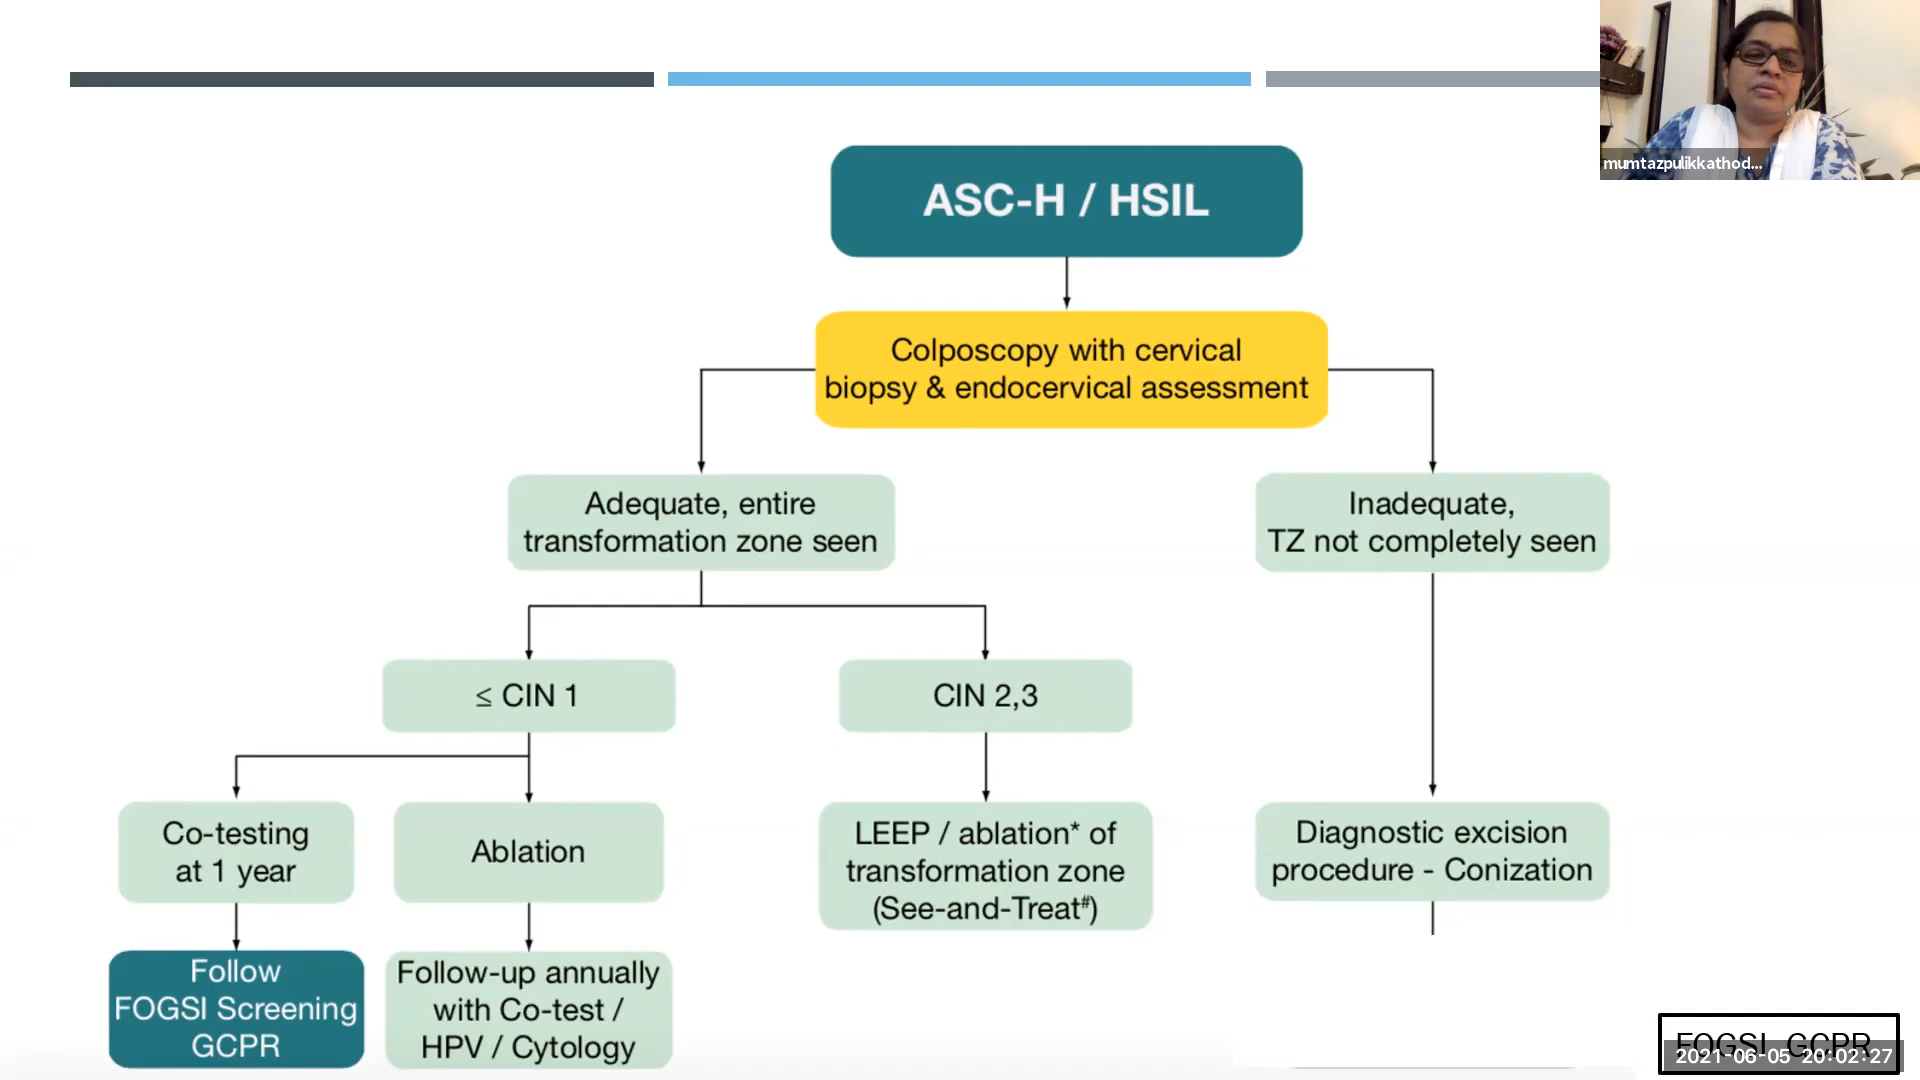 mumtazpulikkathod...
ASC-H / HSIL
Colposcopy with cervical
biopsy & endocervical assessment
Adequate, entire
transformation zone seen
Inadequate,
TZ not completely seen
≤ CIN 1
CIN 2,3
Co-testing
at 1 year
Ablation
LEEP / ablation* of
transformation zone
(See-and-Treat#)
Diagnostic excision
procedure - Conization
Follow
FOGSI Screening
GCPR
Follow-up annually
with Co-test /
HPV / Cytology
FOGSI GCPR
2021-06-05 20:02:27